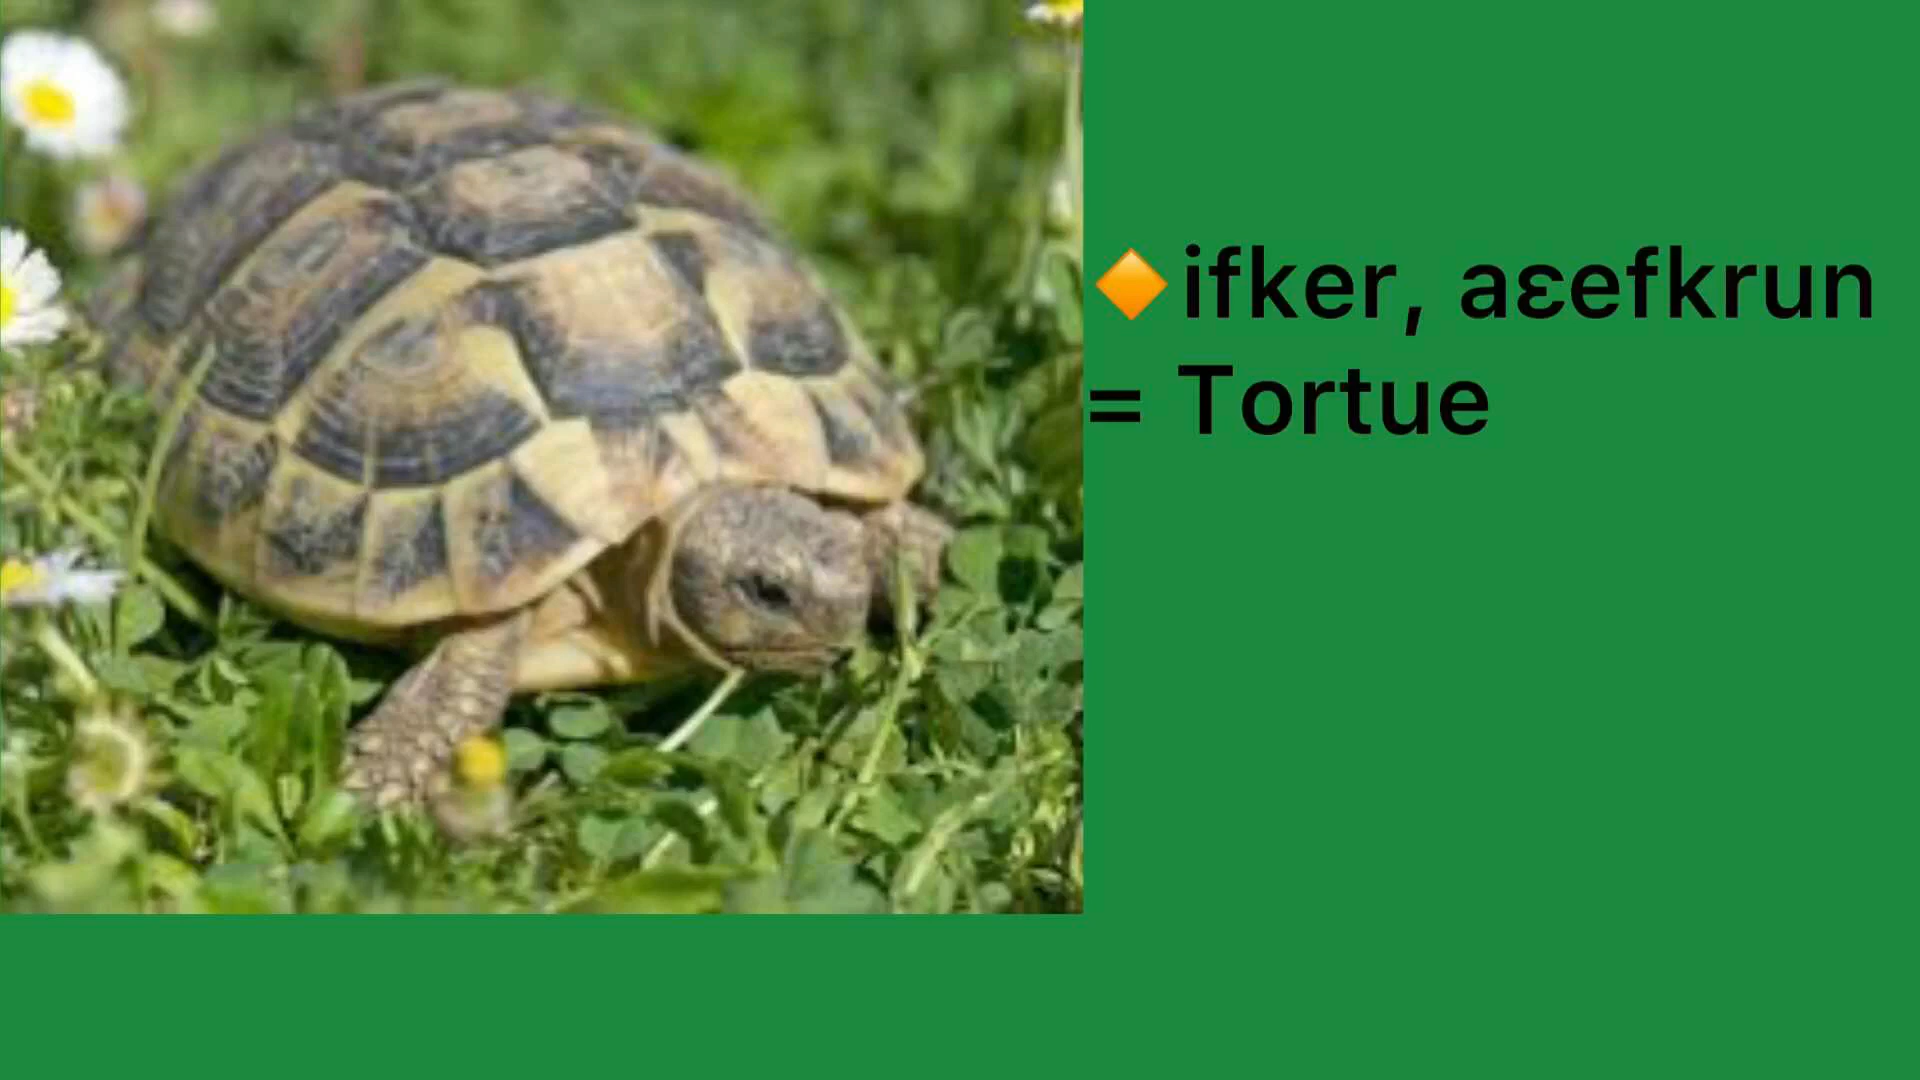 🔶ifker, aɛefkrun
= Tortue